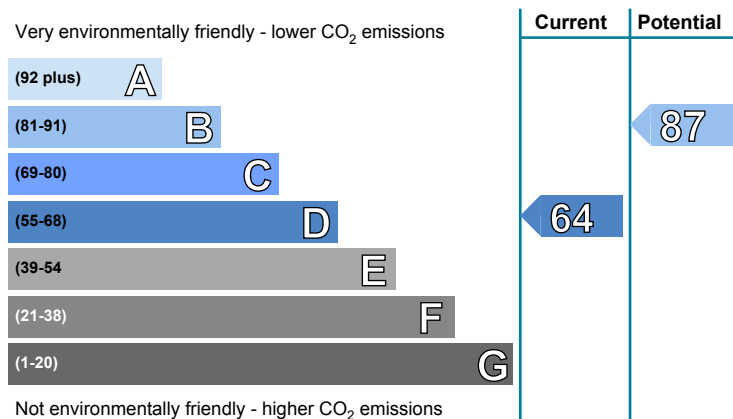 Very environmentally friendly - lower CO₂ emissions
Current
Potential
(92 plus) A
(81-91) B
87
(69-80) C
(55-68) D
64
(39-54 E
(21-38) F
(1-20) G
Not environmentally friendly - higher CO₂ emissions